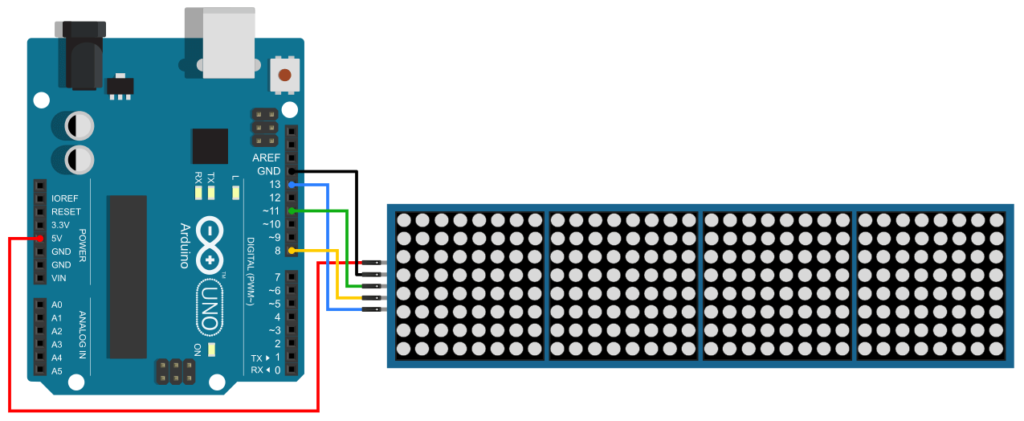 AREF
GND
13
12
~11
~10
~9
8
7
~6
~5
4
~3
2
TX ▸ 1
RX ◂ 0
RX
TX
L
IOREF
RESET
3.3V
5V
GND
GND
VIN
POWER
A0
A1
A2
A3
A4
A5
ANALOG IN
Arduino
TM
UNO
DIGITAL (PWM~)
ON